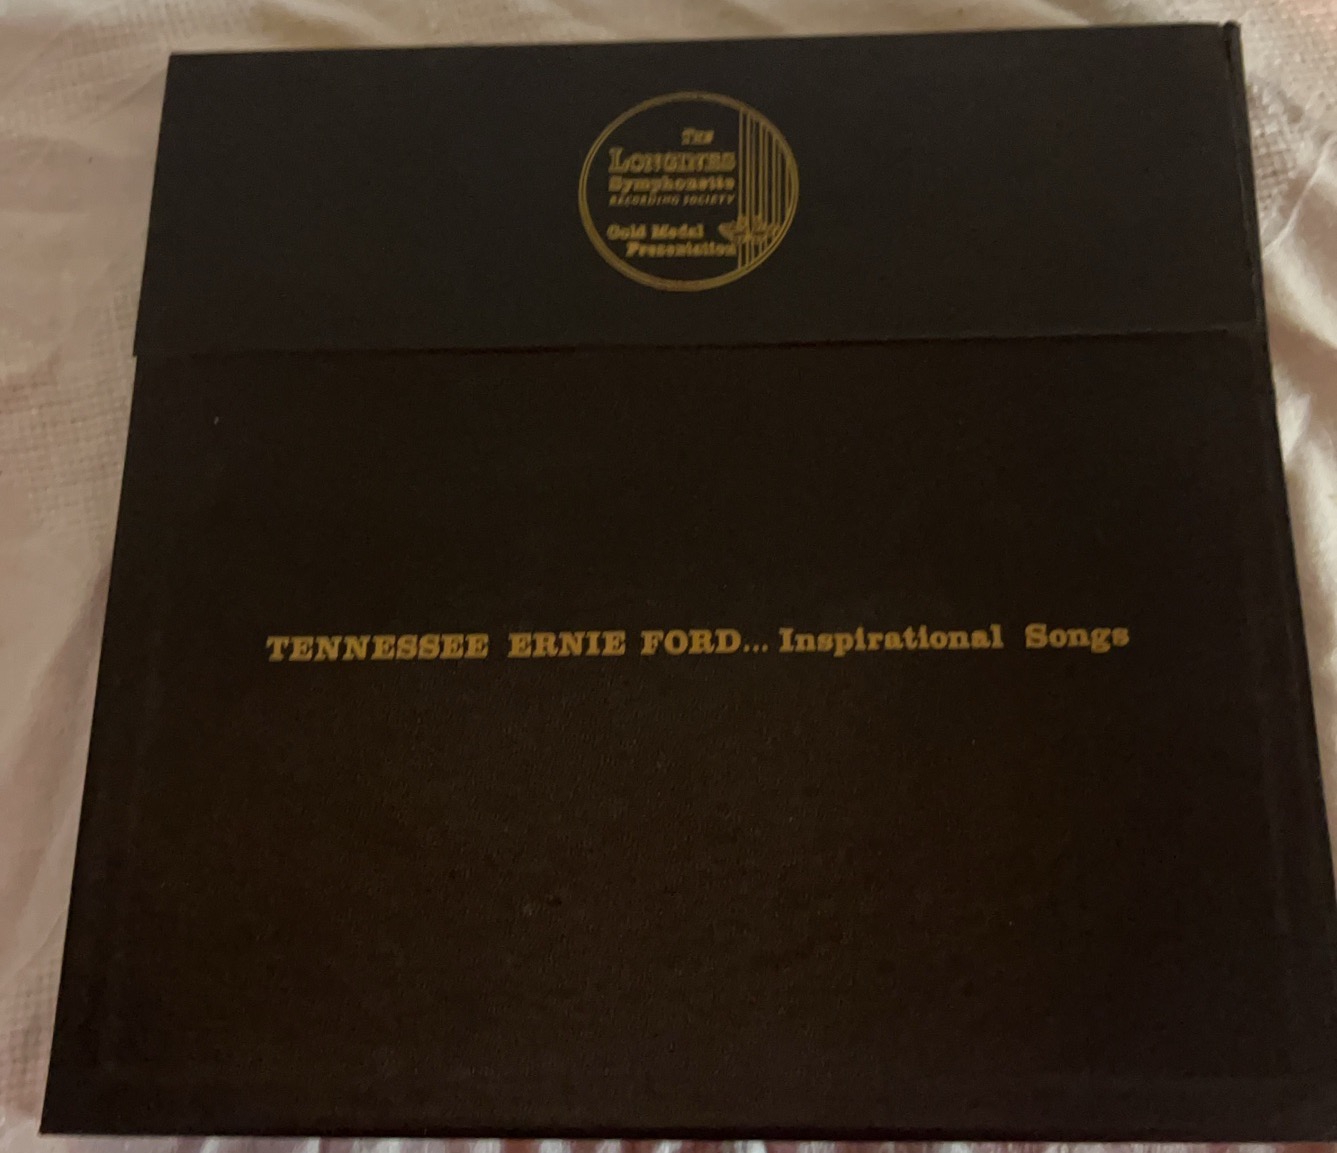 THE
LONGINES
Symphonette
RECORDING SOCIETY
Gold Medal
Presentation
TENNESSEE ERNIE FORD... Inspirational Songs